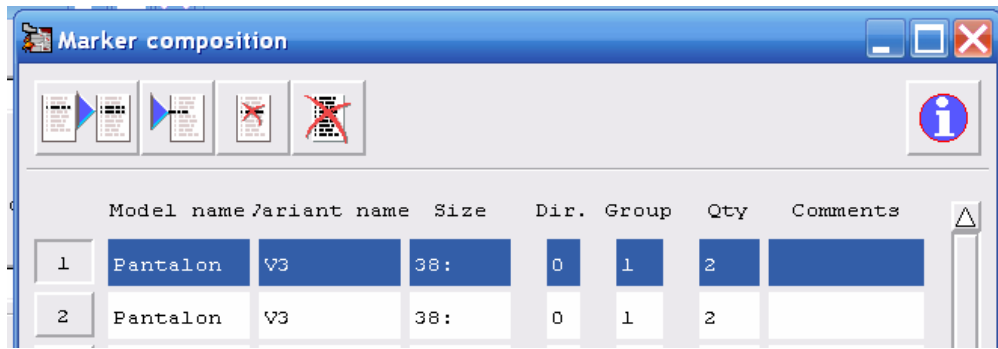 Marker composition
Model name Variant name Size Dir. Group Qty Comments
1 Pantalon V3 38: 0 1 2
2 Pantalon V3 38: 0 1 2